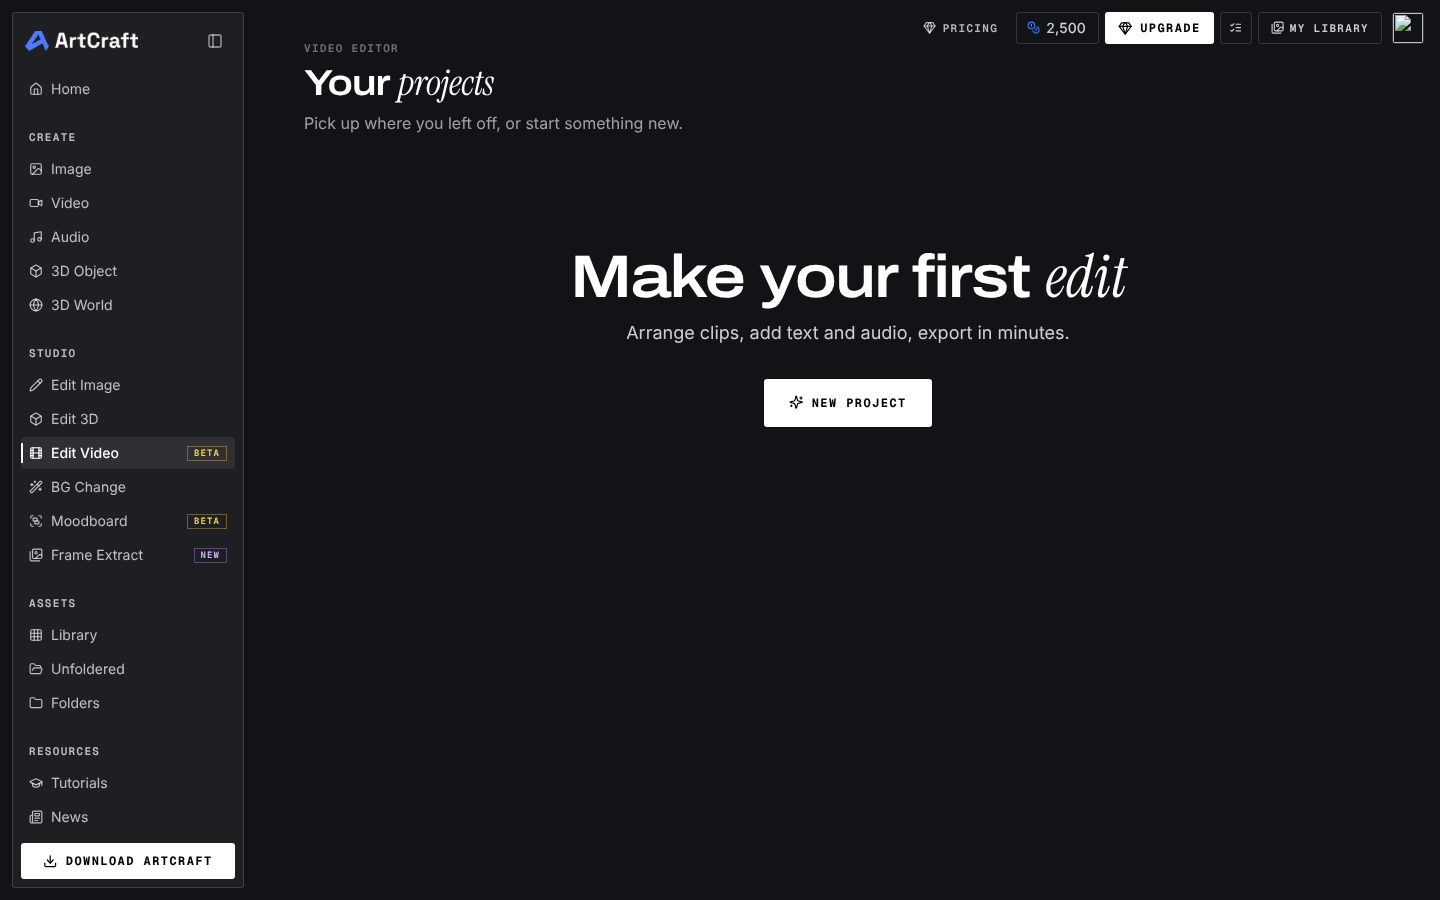 ArtCraft
Home
CREATE
Image
Video
Audio
3D Object
3D World
STUDIO
Edit Image
Edit 3D
Edit Video BETA
BG Change
Moodboard BETA
Frame Extract NEW
ASSETS
Library
Unfoldered
Folders
RESOURCES
Tutorials
News
DOWNLOAD ARTCRAFT
PRICING 2,500 UPGRADE MY LIBRARY
VIDEO EDITOR
Your projects
Pick up where you left off, or start something new.
Make your first edit
Arrange clips, add text and audio, export in minutes.
NEW PROJECT